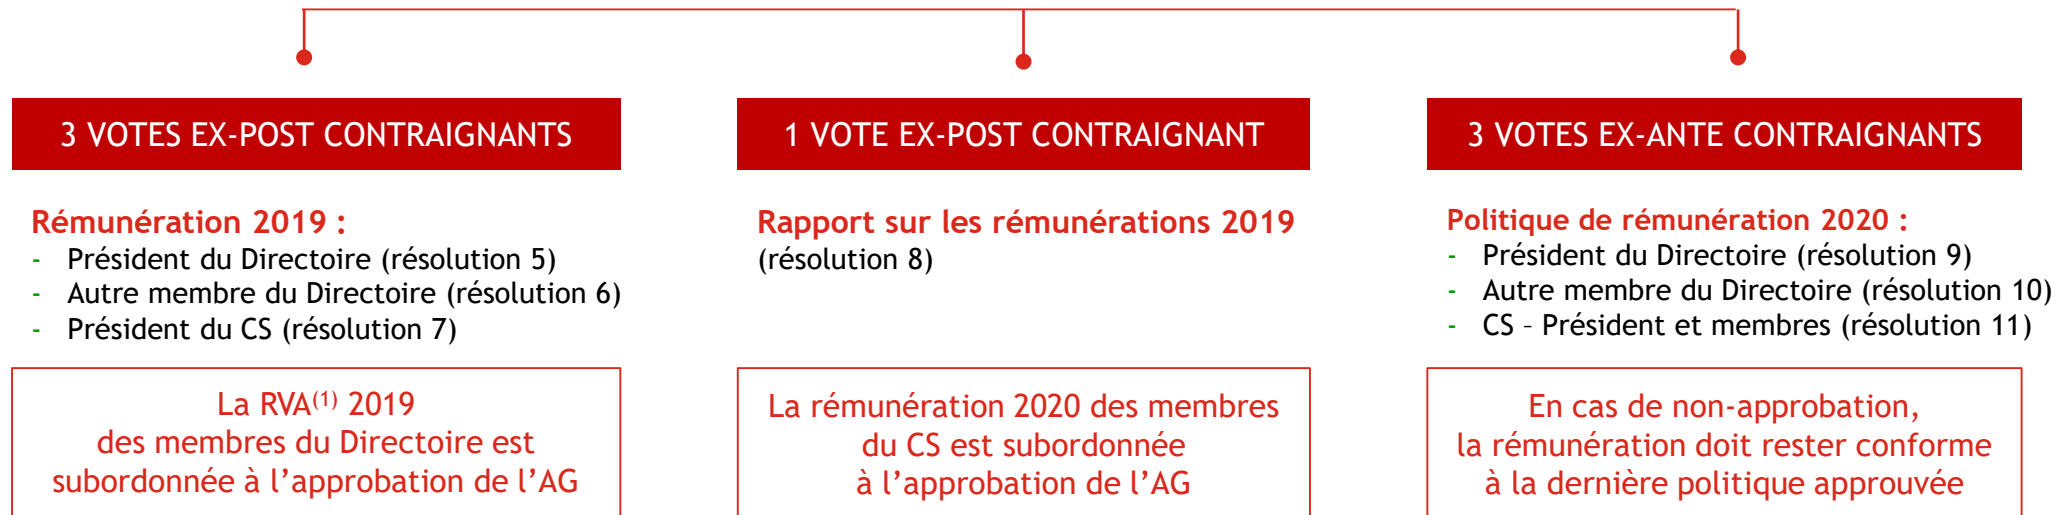 3 VOTES EX-POST CONTRAIGNANTS
Rémunération 2019 :
- Président du Directoire (résolution 5)
- Autre membre du Directoire (résolution 6)
- Président du CS (résolution 7)
La RVA(1) 2019
des membres du Directoire est
subordonnée à l’approbation de l’AG
1 VOTE EX-POST CONTRAIGNANT
Rapport sur les rémunérations 2019
(résolution 8)
La rémunération 2020 des membres
du CS est subordonnée
à l’approbation de l’AG
3 VOTES EX-ANTE CONTRAIGNANTS
Politique de rémunération 2020 :
- Président du Directoire (résolution 9)
- Autre membre du Directoire (résolution 10)
- CS – Président et membres (résolution 11)
En cas de non-approbation,
la rémunération doit rester conforme
à la dernière politique approuvée